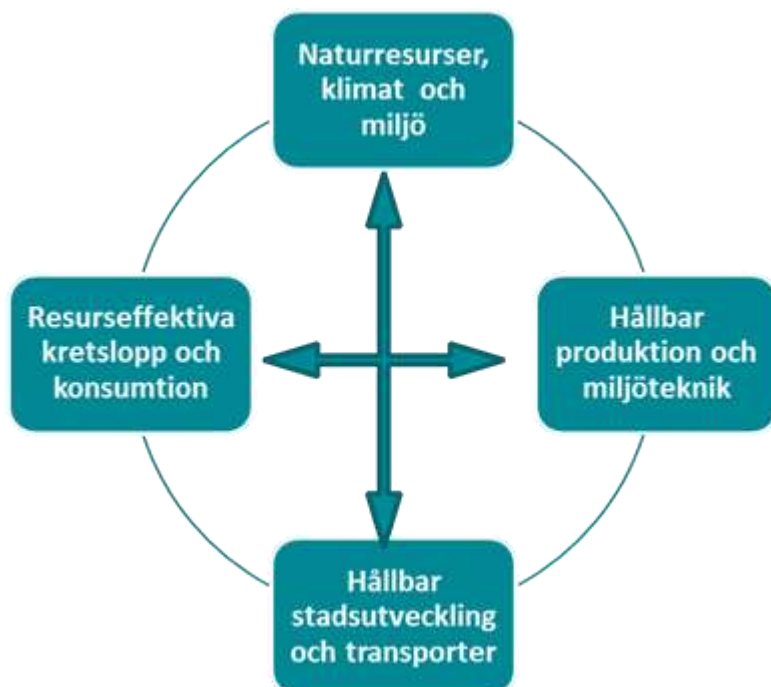 Naturresurser,
klimat och
miljö
Resurseffektiva
kretslopp och
konsumtion
Hållbar
produktion och
miljöteknik
Hållbar
stadsutveckling
och transporter